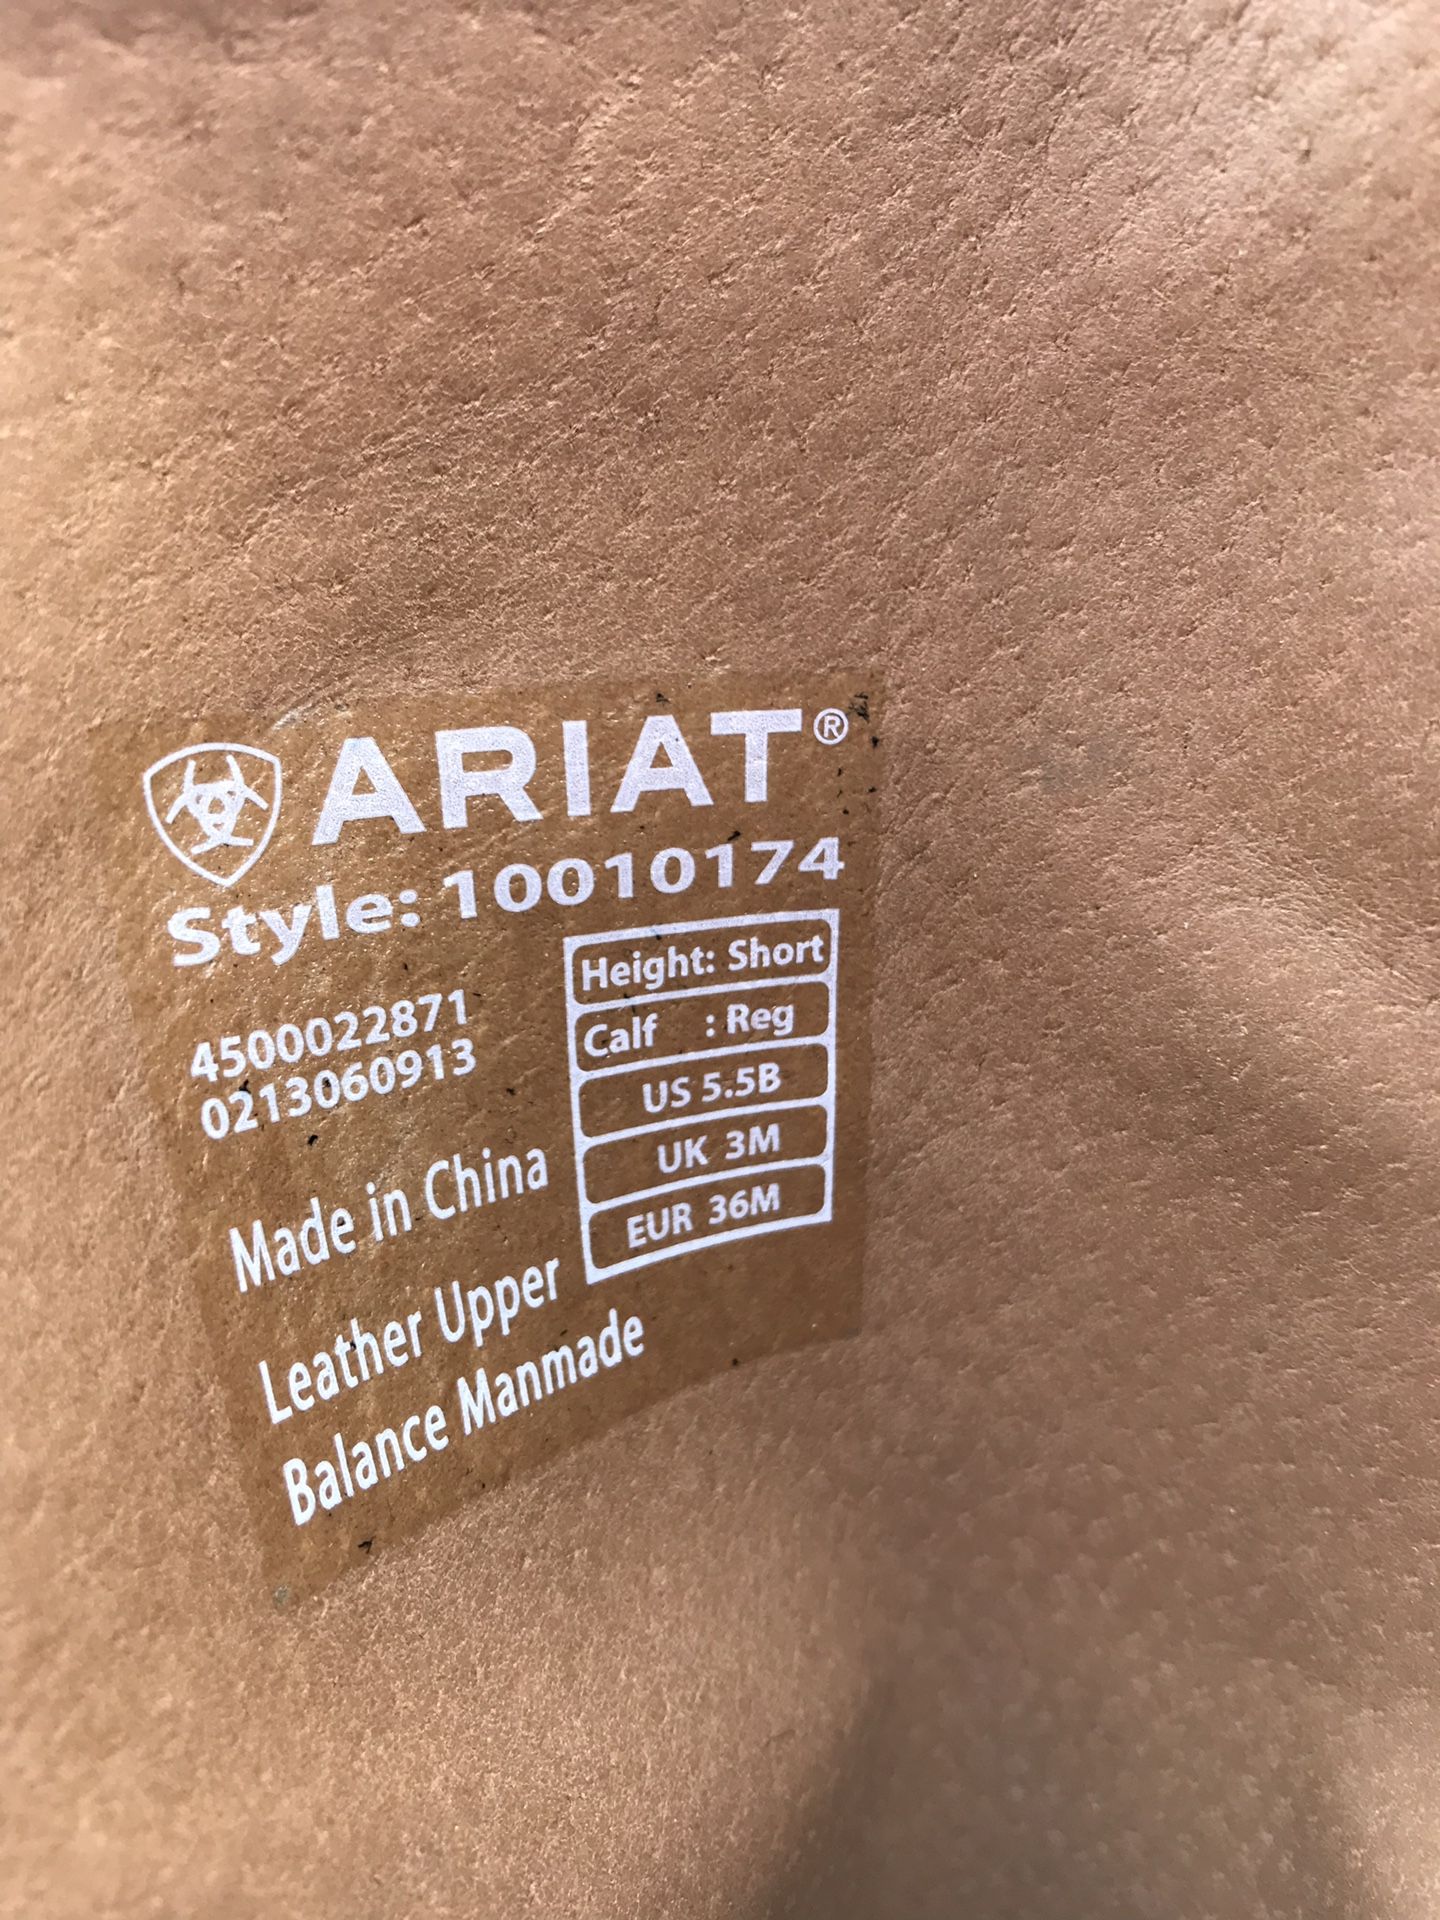 ARIAT®
Style: 10010174
4500022871
0213060913
Height: Short
Calf : Reg
US 5.5B
UK 3M
EUR 36M
Made in China
Leather Upper
Balance Manmade